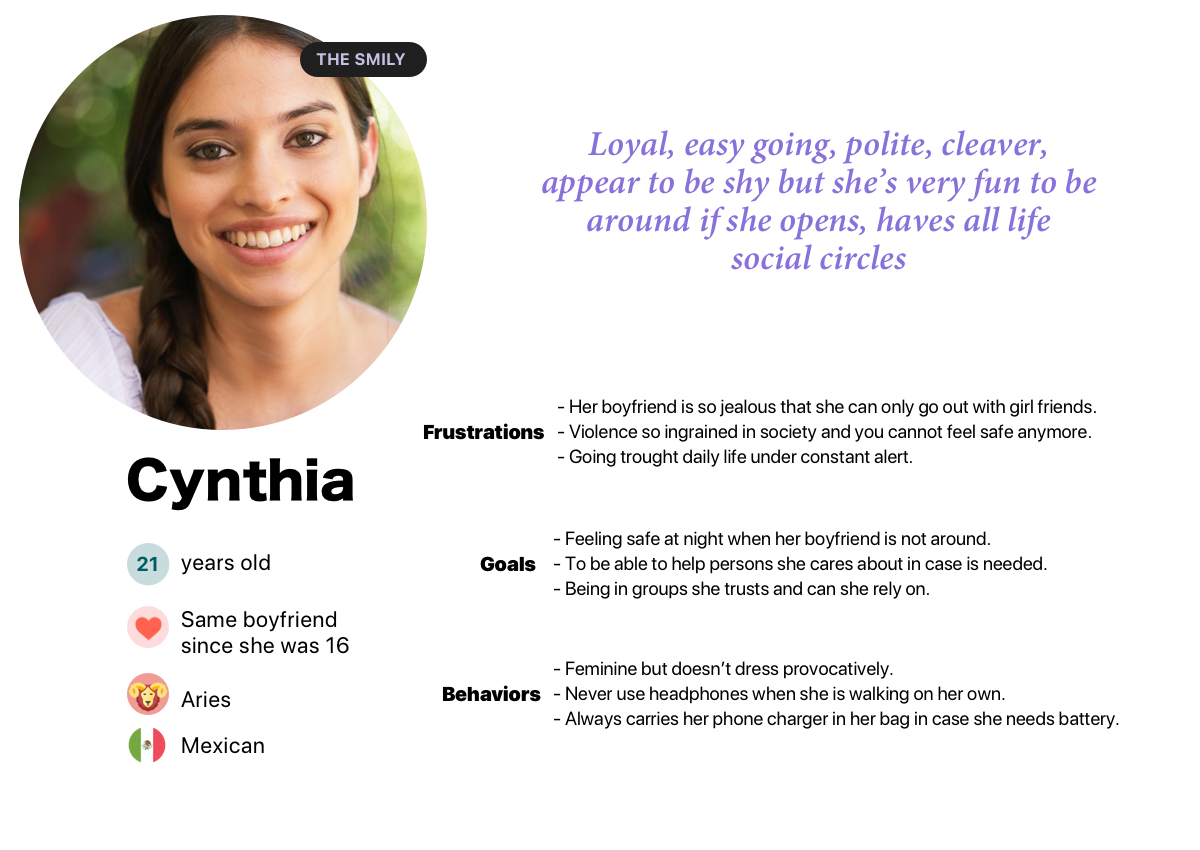 THE SMILY
Loyal, easy going, polite, cleaver,
appear to be shy but she’s very fun to be
around if she opens, haves all life
social circles
Cynthia
21 years old
Same boyfriend
since she was 16
Aries
Mexican
Frustrations
- Her boyfriend is so jealous that she can only go out with girl friends.
- Violence so ingrained in society and you cannot feel safe anymore.
- Going trought daily life under constant alert.
Goals
- Feeling safe at night when her boyfriend is not around.
- To be able to help persons she cares about in case is needed.
- Being in groups she trusts and can she rely on.
Behaviors
- Feminine but doesn’t dress provocatively.
- Never use headphones when she is walking on her own.
- Always carries her phone charger in her bag in case she needs battery.